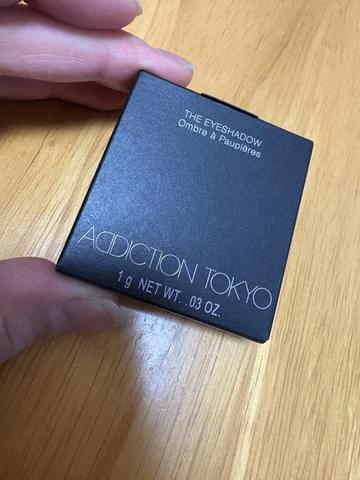 THE EYESHADOW
Ombre à Paupières
ADDICTION TOKYO
1 g NET WT. .03 OZ.